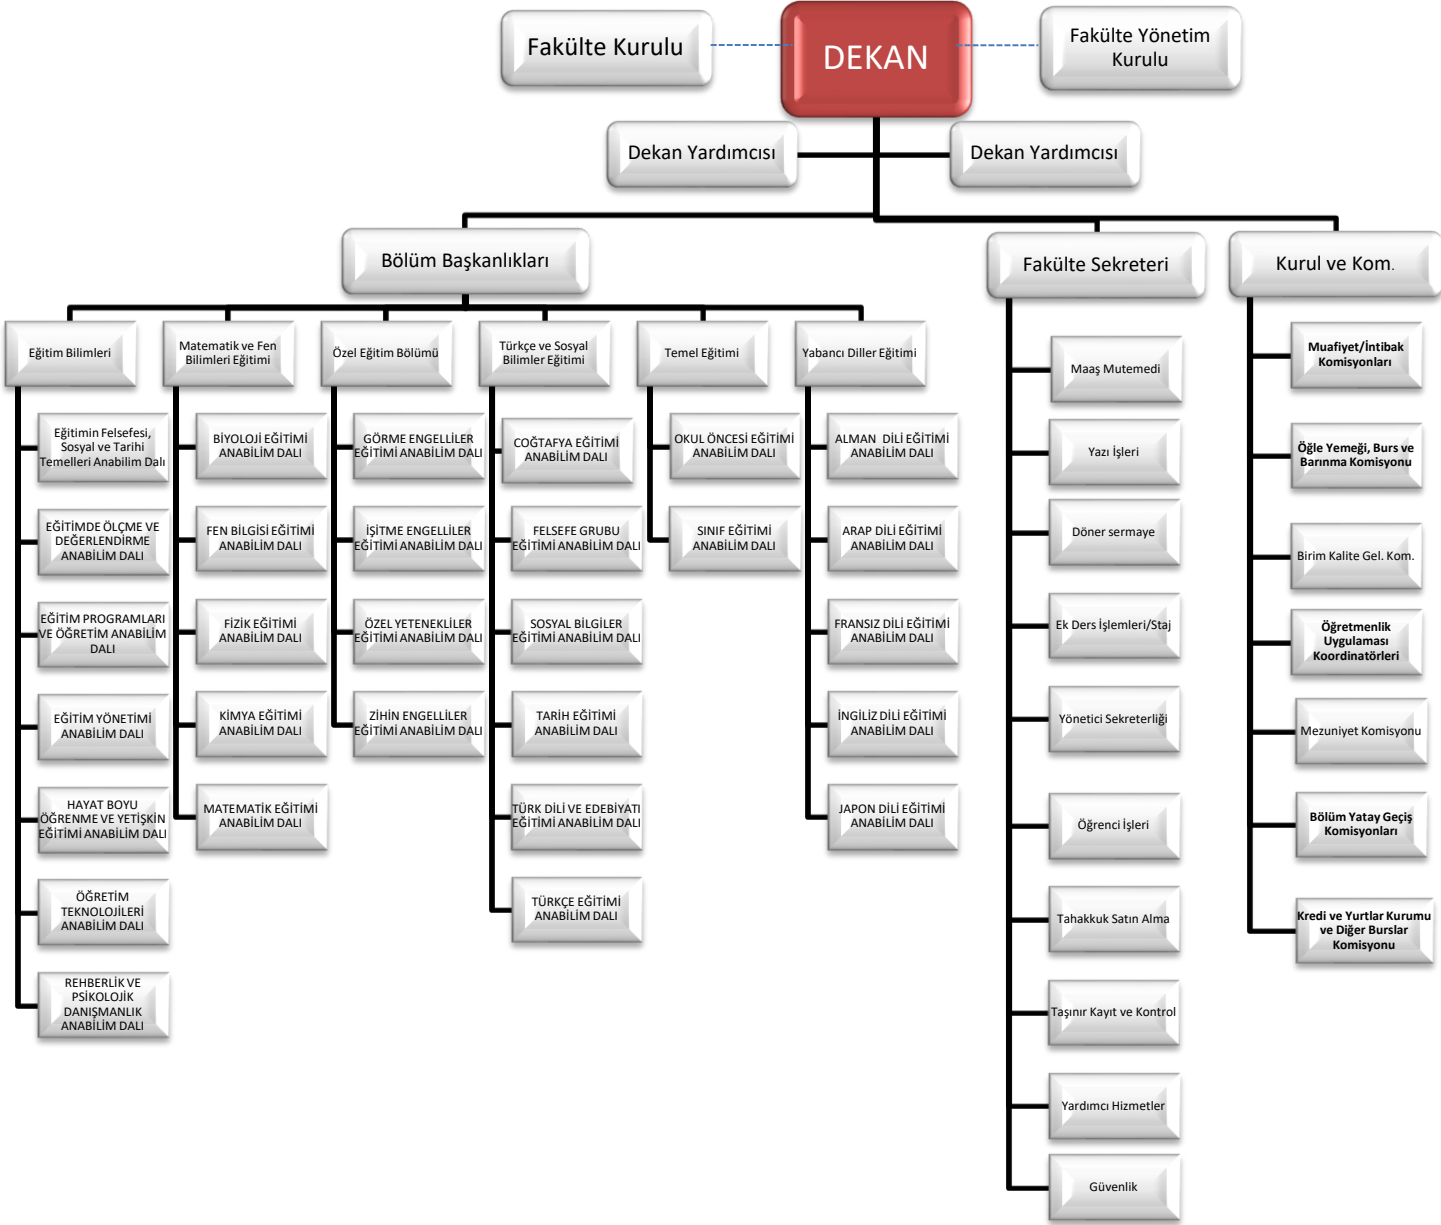 Fakülte Kurulu
DEKAN
Fakülte Yönetim
Kurulu
Dekan Yardımcısı
Dekan Yardımcısı
Bölüm Başkanlıkları
Fakülte Sekreteri
Kurul ve Kom.
Eğitim Bilimleri
Eğitimin Felsefesi,
Sosyal ve Tarihi
Temelleri Anabilim Dalı
EĞİTİMDE ÖLÇME VE
DEĞERLENDİRME
ANABİLİM DALI
EĞİTİM PROGRAMLARI
VE ÖĞRETİM ANABİLİM
DALI
EĞİTİM YÖNETİMİ
ANABİLİM DALI
HAYAT BOYU
ÖĞRENME VE YETİŞKİN
EĞİTİMİ ANABİLİM DALI
ÖĞRETİM
TEKNOLOJİLERİ
ANABİLİM DALI
REHBERLİK VE
PSİKOLOJİK
DANIŞMANLIK
ANABİLİM DALI
Matematik ve Fen
Bilimleri Eğitimi
BİYOLOJİ EĞİTİMİ
ANABİLİM DALI
FEN BİLGİSİ EĞİTİMİ
ANABİLİM DALI
FİZİK EĞİTİMİ
ANABİLİM DALI
KİMYA EĞİTİMİ
ANABİLİM DALI
MATEMATİK EĞİTİMİ
ANABİLİM DALI
Özel Eğitim Bölümü
GÖRME ENGELLİLER
EĞİTİMİ ANABİLİM DALI
İŞİTME ENGELLİLER
EĞİTİMİ ANABİLİM DALI
ÖZEL YETENEKLİLER
EĞİTİMİ ANABİLİM DALI
ZİHİN ENGELLİLER
EĞİTİMİ ANABİLİM DALI
Türkçe ve Sosyal
Bilimler Eğitimi
COĞTAFYA EĞİTİMİ
ANABİLİM DALI
FELSEFE GRUBU
EĞİTİMİ ANABİLİM DALI
SOSYAL BİLGİLER
EĞİTİMİ ANABİLİM DALI
TARİH EĞİTİMİ
ANABİLİM DALI
TÜRK DİLİ VE EDEBİYATI
EĞİTİMİ ANABİLİM DALI
TÜRKÇE EĞİTİMİ
ANABİLİM DALI
Temel Eğitimi
OKUL ÖNCESİ EĞİTİMİ
ANABİLİM DALI
SINIF EĞİTİMİ
ANABİLİM DALI
Yabancı Diller Eğitimi
ALMAN  DİLİ EĞİTİMİ
ANABİLİM DALI
ARAP DİLİ EĞİTİMİ
ANABİLİM DALI
FRANSIZ DİLİ EĞİTİMİ
ANABİLİM DALI
İNGİLİZ DİLİ EĞİTİMİ
ANABİLİM DALI
JAPON DİLİ EĞİTİMİ
ANABİLİM DALI
Maaş Mutemedi
Yazı İşleri
Döner sermaye
Ek Ders İşlemleri/Staj
Yönetici Sekreterliği
Öğrenci İşleri
Tahakkuk Satın Alma
Taşınır Kayıt ve Kontrol
Yardımcı Hizmetler
Güvenlik
Muafiyet/İntibak
Komisyonları
Öğle Yemeği, Burs ve
Barınma Komisyonu
Birim Kalite Gel. Kom.
Öğretmenlik
Uygulaması
Koordinatörleri
Mezuniyet Komisyonu
Bölüm Yatay Geçiş
Komisyonları
Kredi ve Yurtlar Kurumu
ve Diğer Burslar
Komisyonu